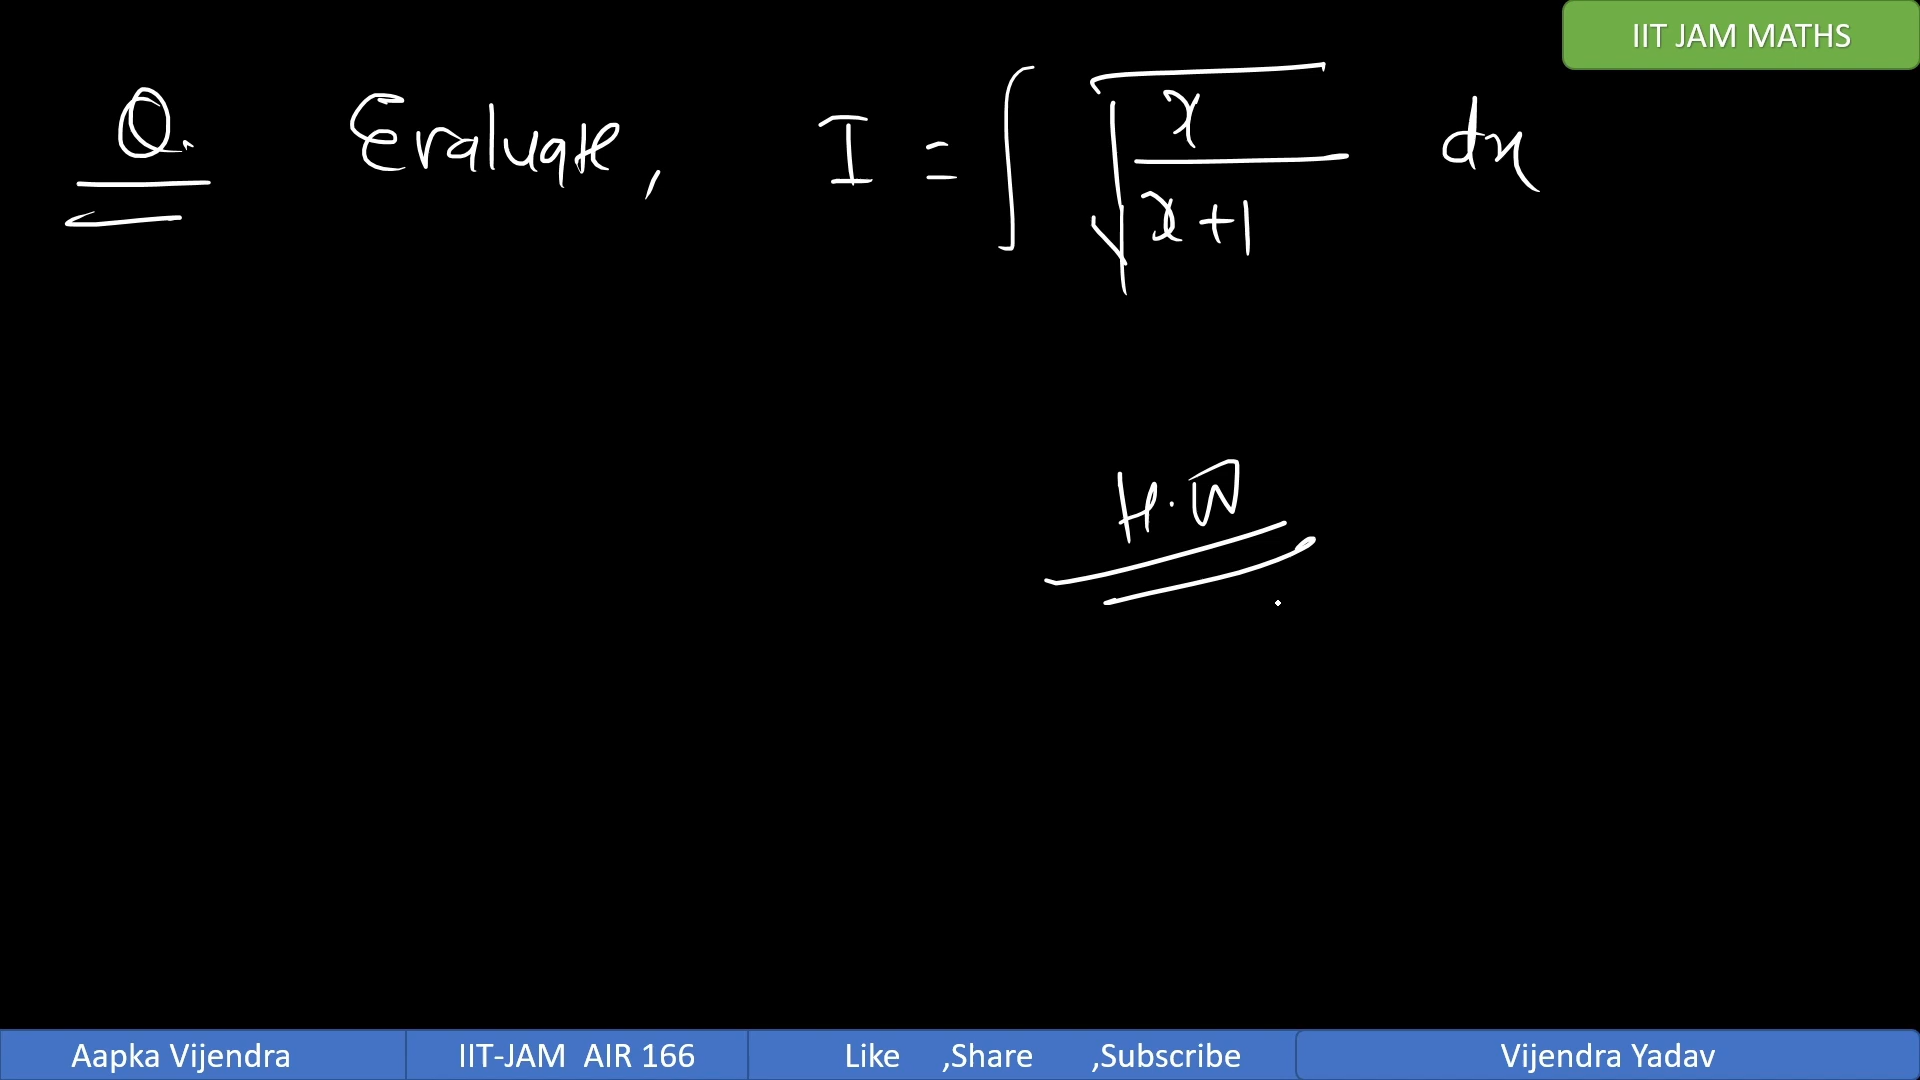 IIT JAM MATHS
Q. Evaluate, I = ∫ √(x/(x+1)) dx
H.W
Aapka Vijendra IIT-JAM AIR 166 Like ,Share ,Subscribe Vijendra Yadav